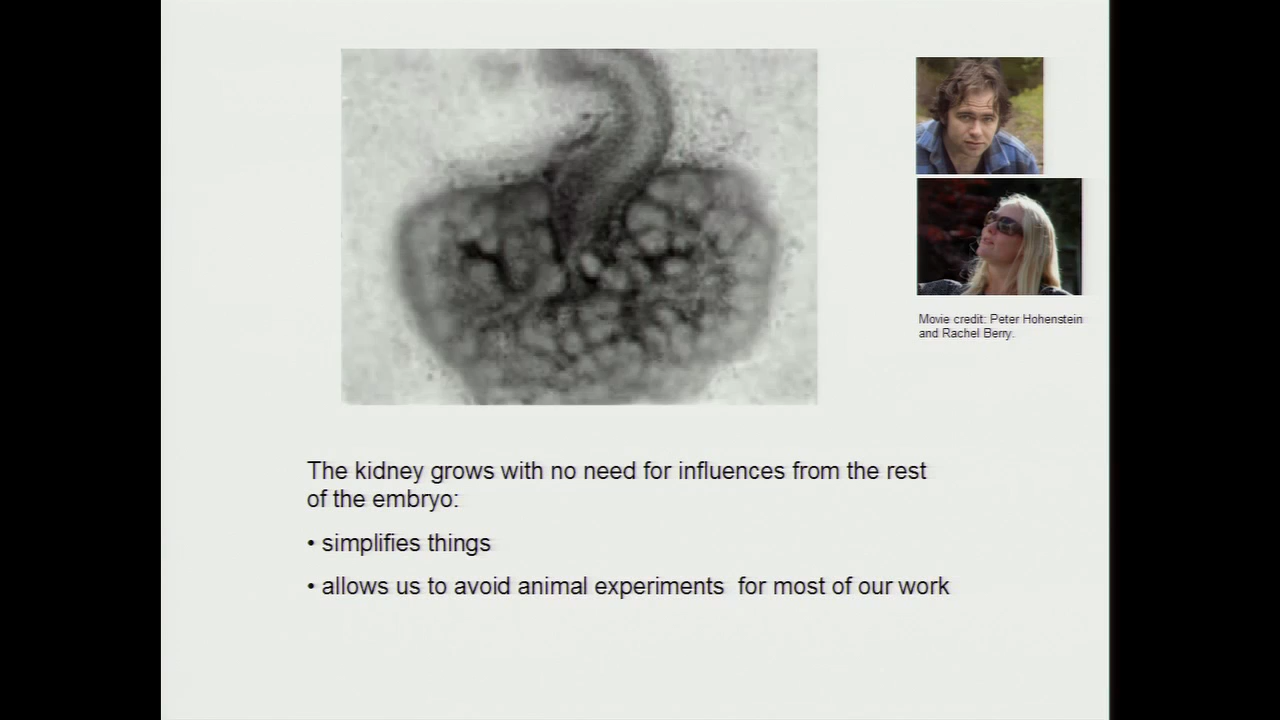 Movie credit: Peter Hohenstein
and Rachel Berry.
The kidney grows with no need for influences from the rest
of the embryo:
• simplifies things
• allows us to avoid animal experiments  for most of our work